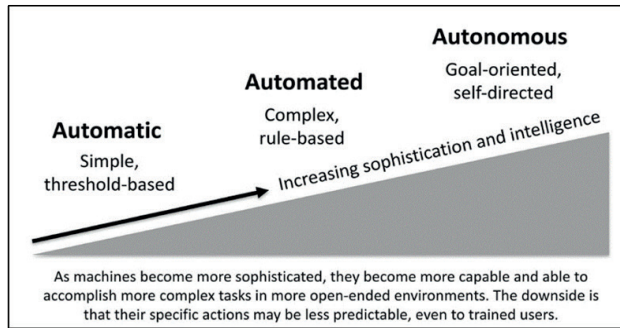 Autonomous
Goal-oriented,
self-directed
Automated
Complex,
rule-based
Automatic
Simple,
threshold-based
Increasing sophistication and intelligence
As machines become more sophisticated, they become more capable and able to
accomplish more complex tasks in more open-ended environments. The downside is
that their specific actions may be less predictable, even to trained users.